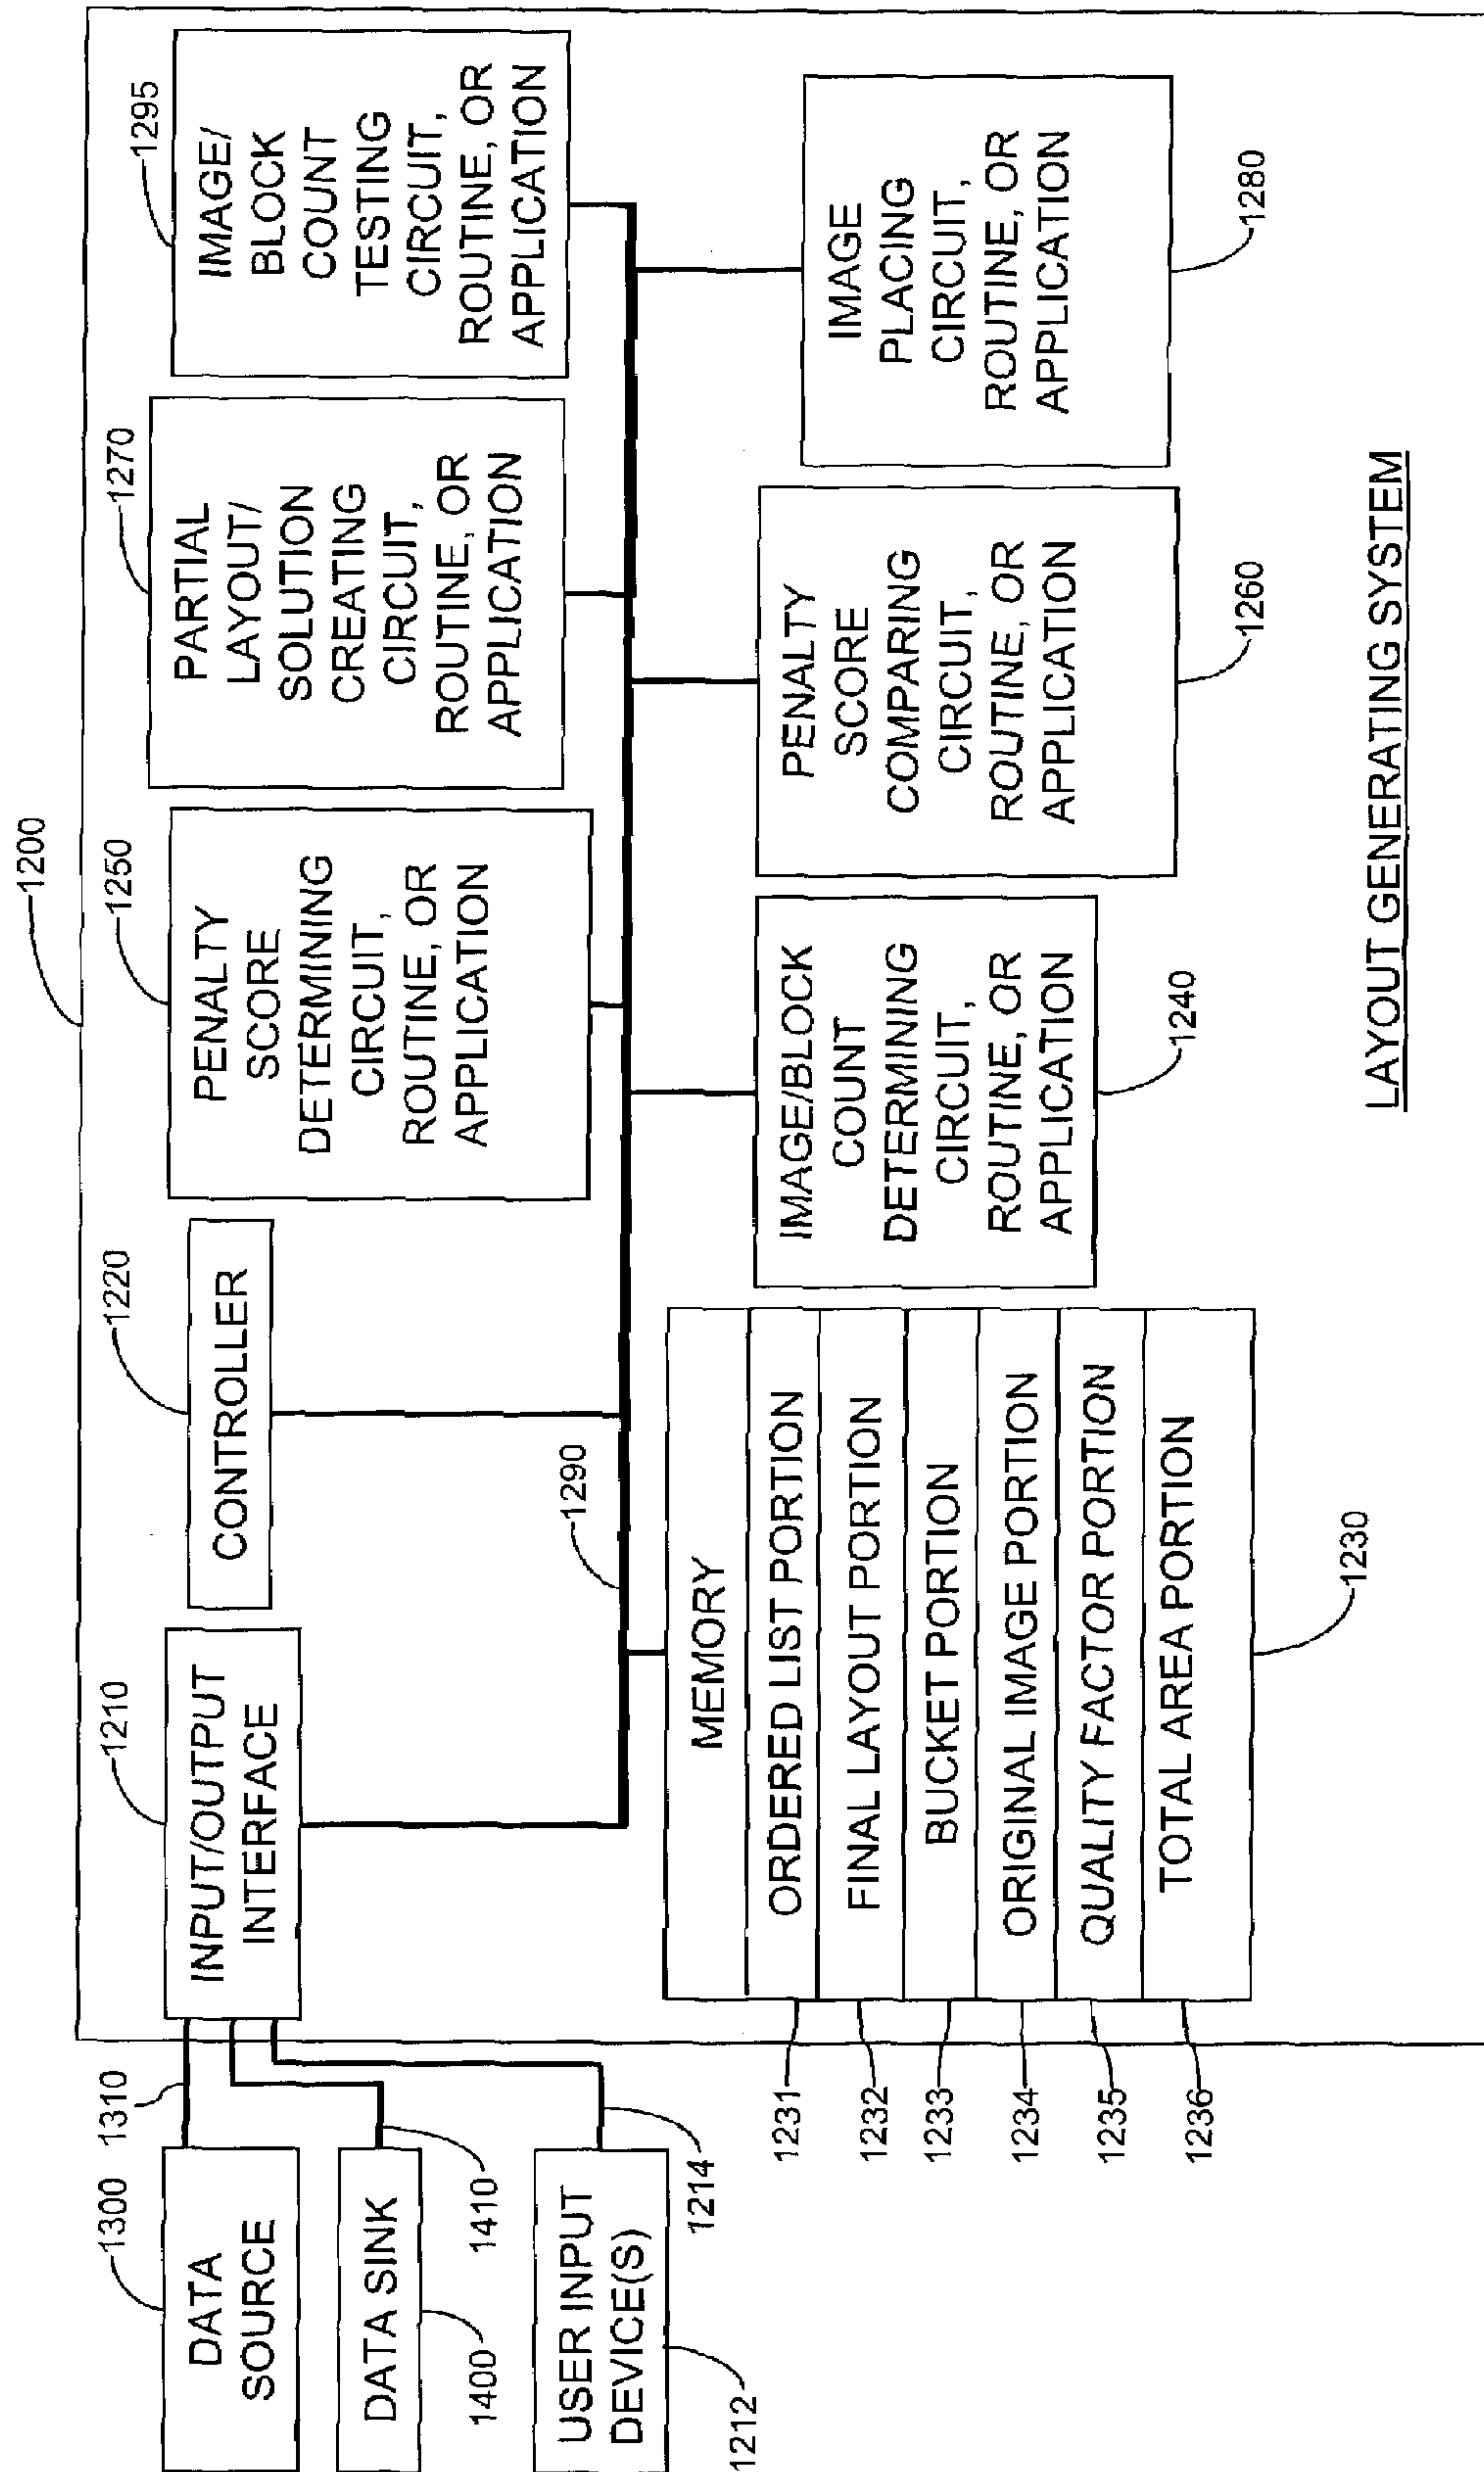 1200
1300
DATA
SOURCE
1310
1210
INPUT/OUTPUT
INTERFACE
1220
CONTROLLER
1250
PENALTY
SCORE
DETERMINING
CIRCUIT,
ROUTINE, OR
APPLICATION
1270
PARTIAL
LAYOUT/
SOLUTION
CREATING
CIRCUIT,
ROUTINE, OR
APPLICATION
1295
IMAGE/
BLOCK
COUNT
TESTING
CIRCUIT,
ROUTINE, OR
APPLICATION
DATA SINK
1400
1410
USER INPUT
DEVICE(S)
1212
1214
1290
MEMORY
1231
ORDERED LIST PORTION
1232
FINAL LAYOUT PORTION
1233
BUCKET PORTION
1234
ORIGINAL IMAGE PORTION
1235
QUALITY FACTOR PORTION
1236
TOTAL AREA PORTION
1230
IMAGE/BLOCK
COUNT
DETERMINING
CIRCUIT,
ROUTINE, OR
APPLICATION
1240
PENALTY
SCORE
COMPARING
CIRCUIT,
ROUTINE, OR
APPLICATION
1260
IMAGE
PLACING
CIRCUIT,
ROUTINE, OR
APPLICATION
1280
LAYOUT GENERATING SYSTEM